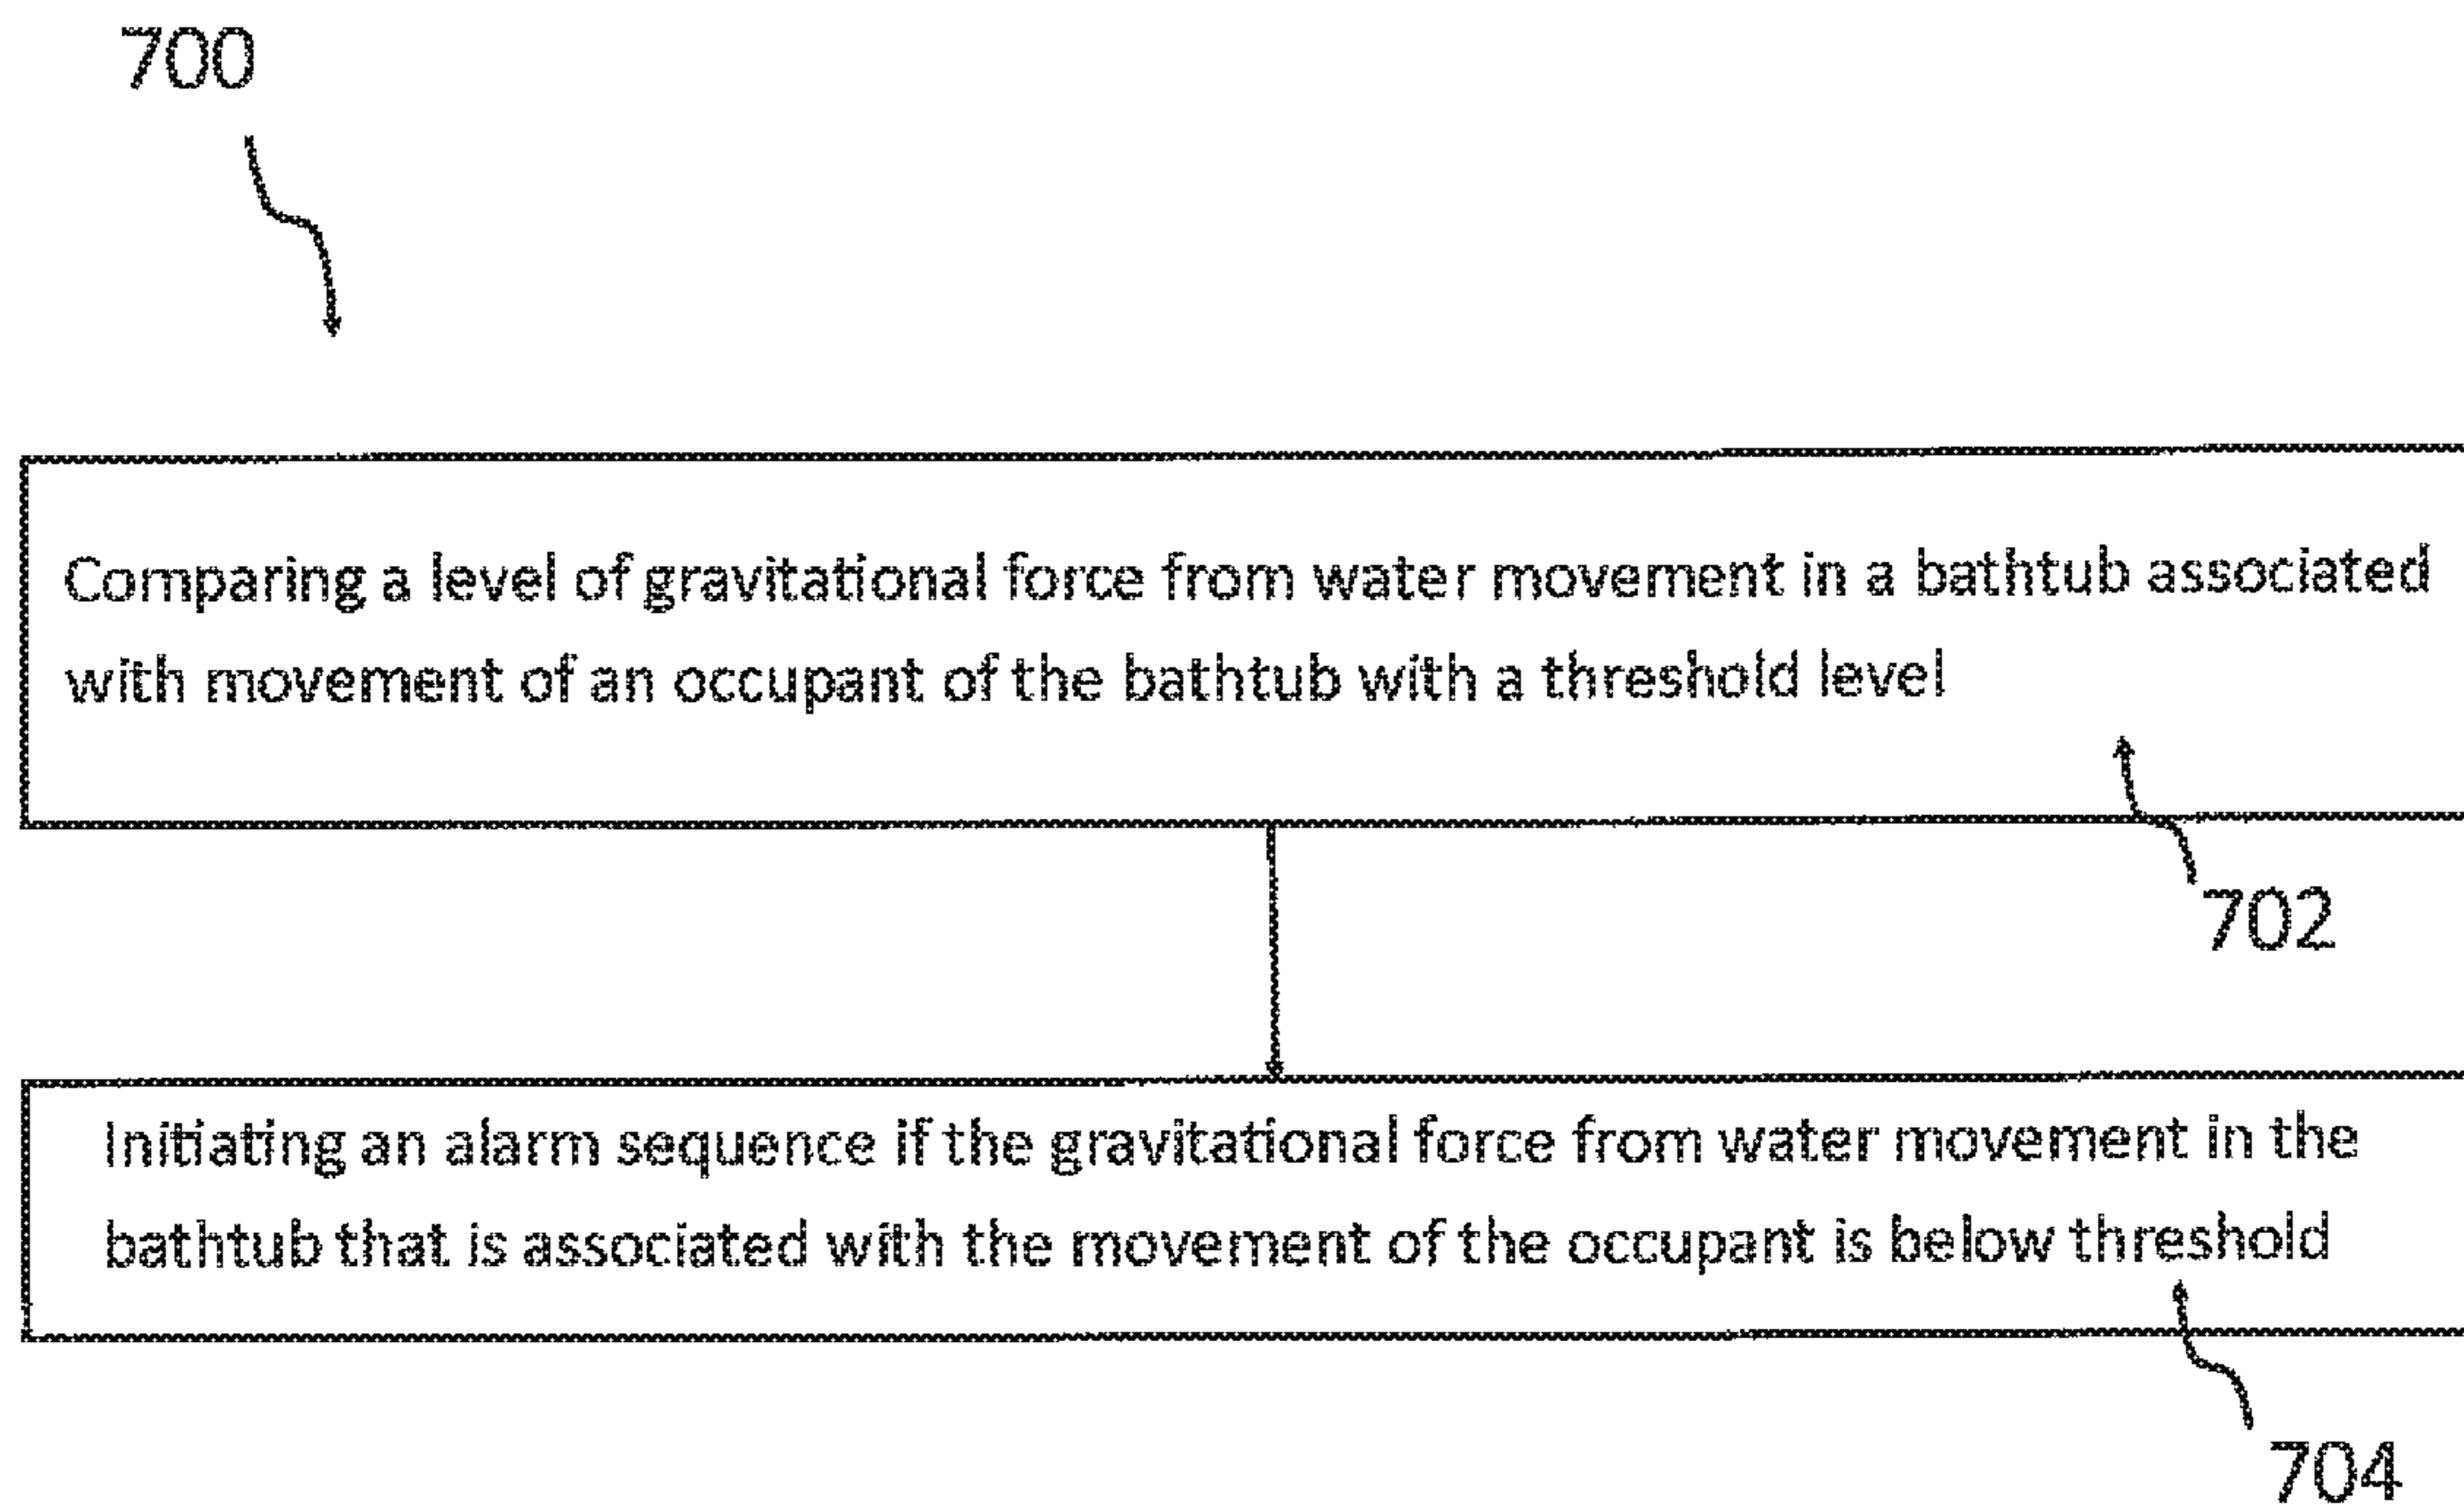 700
Comparing a level of gravitational force from water movement in a bathtub associated
with movement of an occupant of the bathtub with a threshold level
702
Initiating an alarm sequence if the gravitational force from water movement in the
bathtub that is associated with the movement of the occupant is below threshold
704